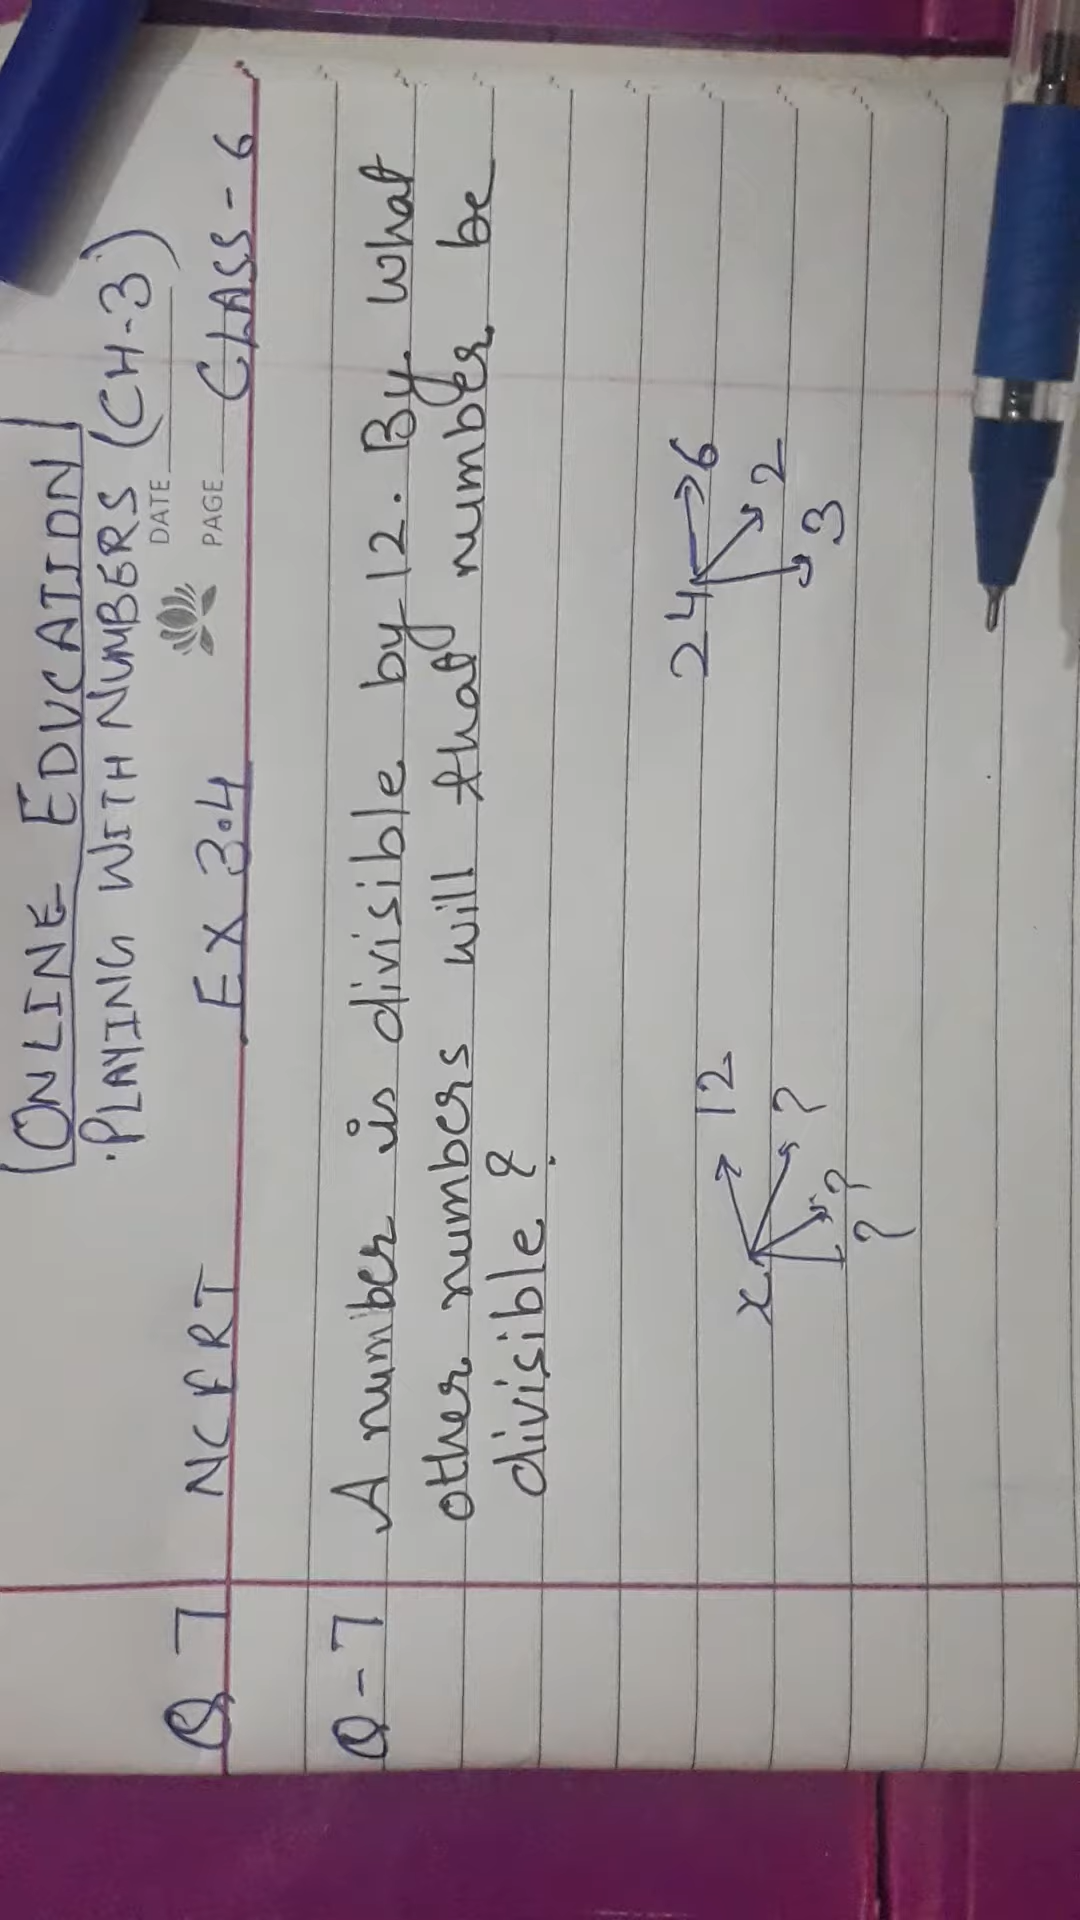 ONLINE EDUCATION
PLAYING WITH NUMBERS (CH-3)
DATE
PAGE
Q 7 NCERT EX 3.4 CLASS - 6
Q-7 A number is divisible by 12. By what
other numbers will that number be
divisible ?
x 12 ? ? ?
24 6 2 3